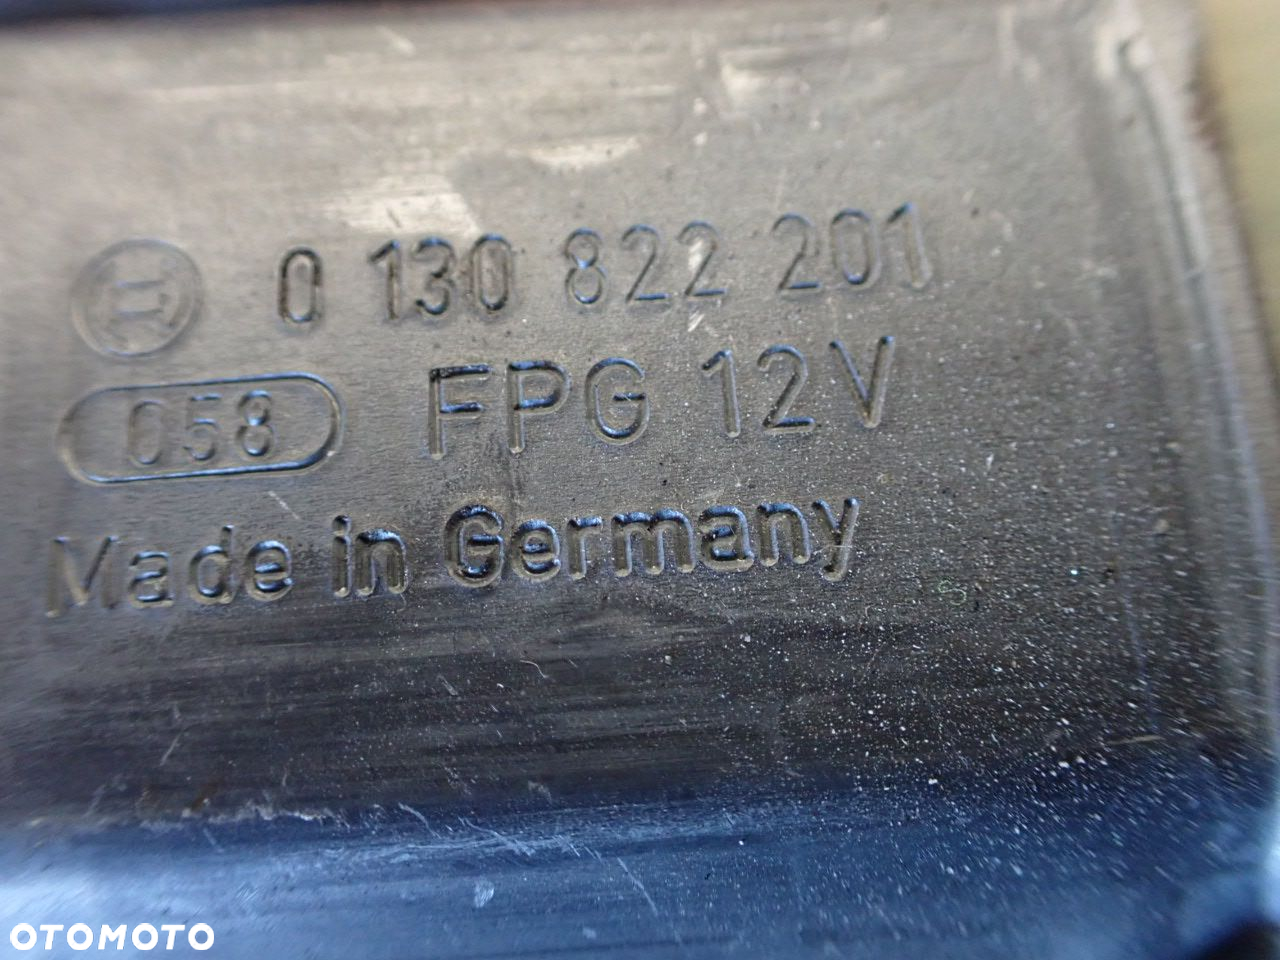 0 130 822 201
058 FPG 12V
Made in Germany
OTOMOTO